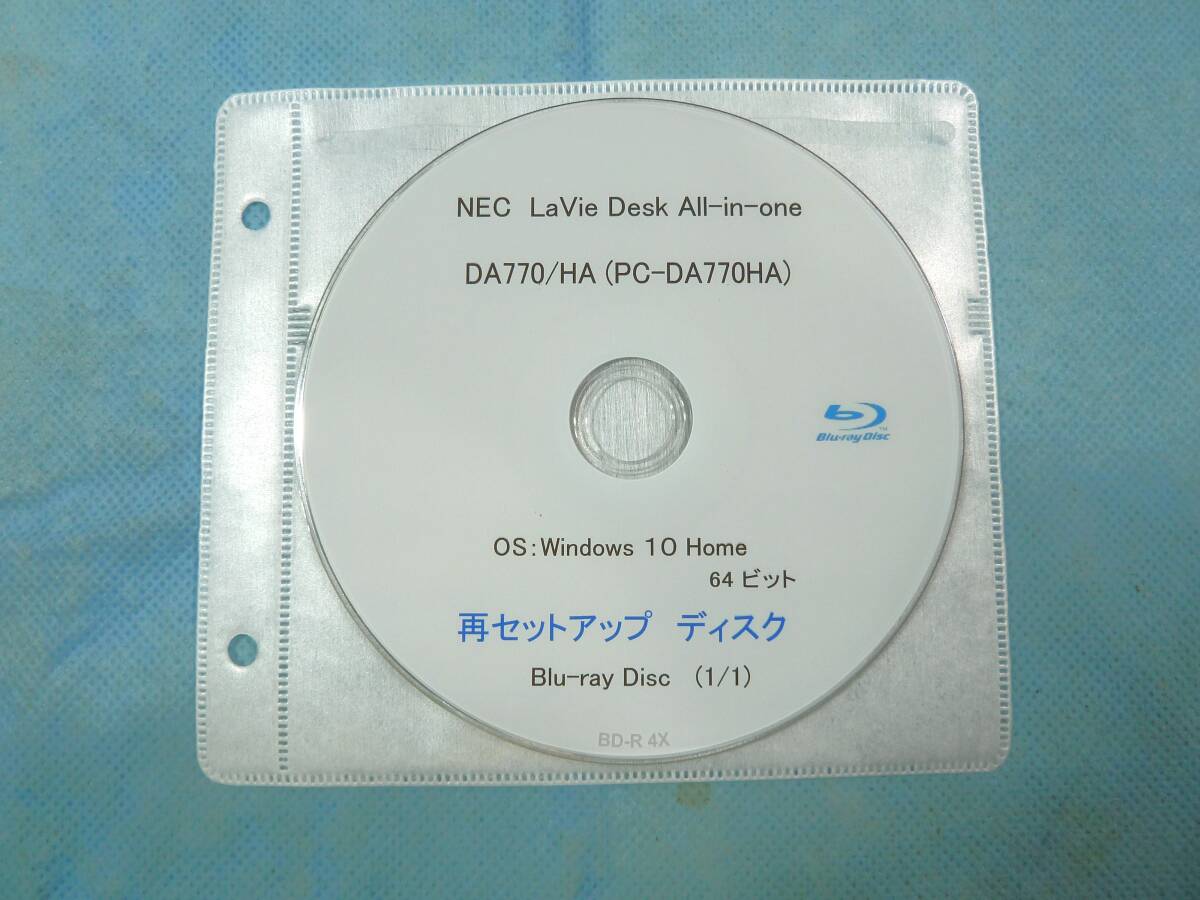 NEC LaVie Desk All-in-one
DA770/HA (PC-DA770HA)
Blu-ray Disc™
OS:Windows 10 Home
64 ビット
再セットアップ ディスク
Blu-ray Disc (1/1)
BD-R 4X